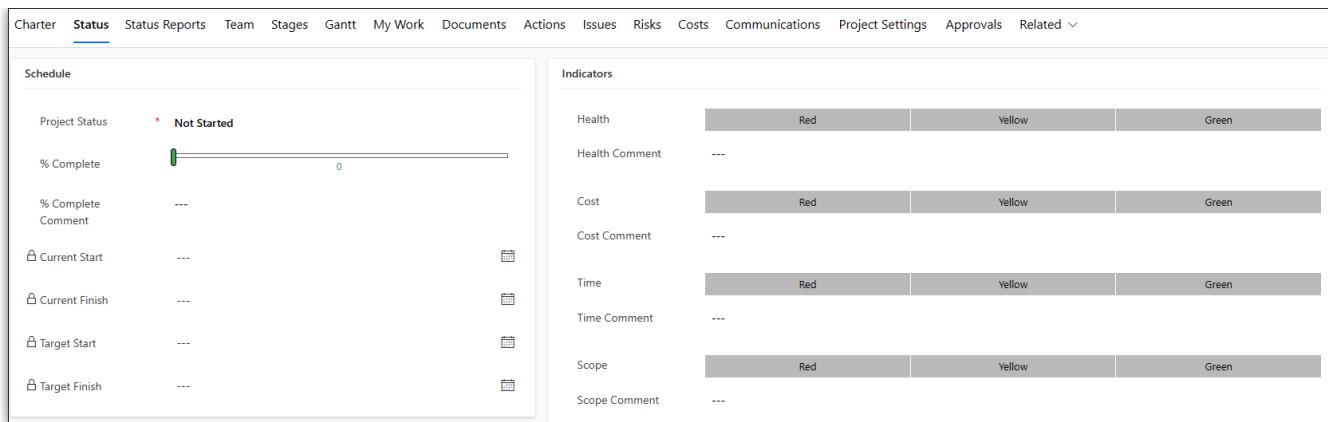 Charter Status Status Reports Team Stages Gantt My Work Documents Actions Issues Risks Costs Communications Project Settings Approvals Related
Schedule
Project Status * Not Started
% Complete
0
% Complete
Comment
---
Current Start ---
Current Finish ---
Target Start ---
Target Finish ---
Indicators
Health Red Yellow Green
Health Comment ---
Cost Red Yellow Green
Cost Comment ---
Time Red Yellow Green
Time Comment ---
Scope Red Yellow Green
Scope Comment ---